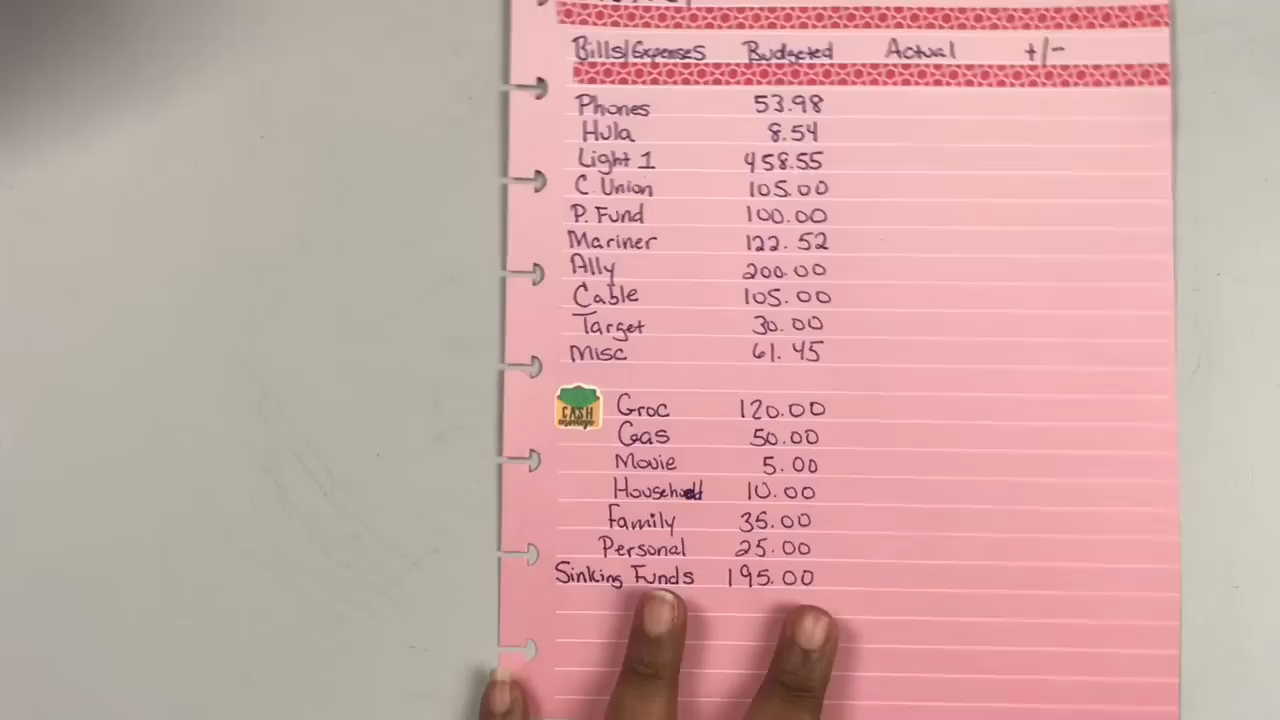 Bills/Expenses Budgeted Actual +/-
Phones 53.98
Hula 8.54
Light 1 458.55
C. Union 105.00
P. Fund 100.00
Mariner 122.52
Ally 200.00
Cable 105.00
Target 30.00
Misc 61.45
CASH envelope Groc 120.00
Gas 50.00
Movie 5.00
Household 10.00
Family 35.00
Personal 25.00
Sinking Funds 195.00